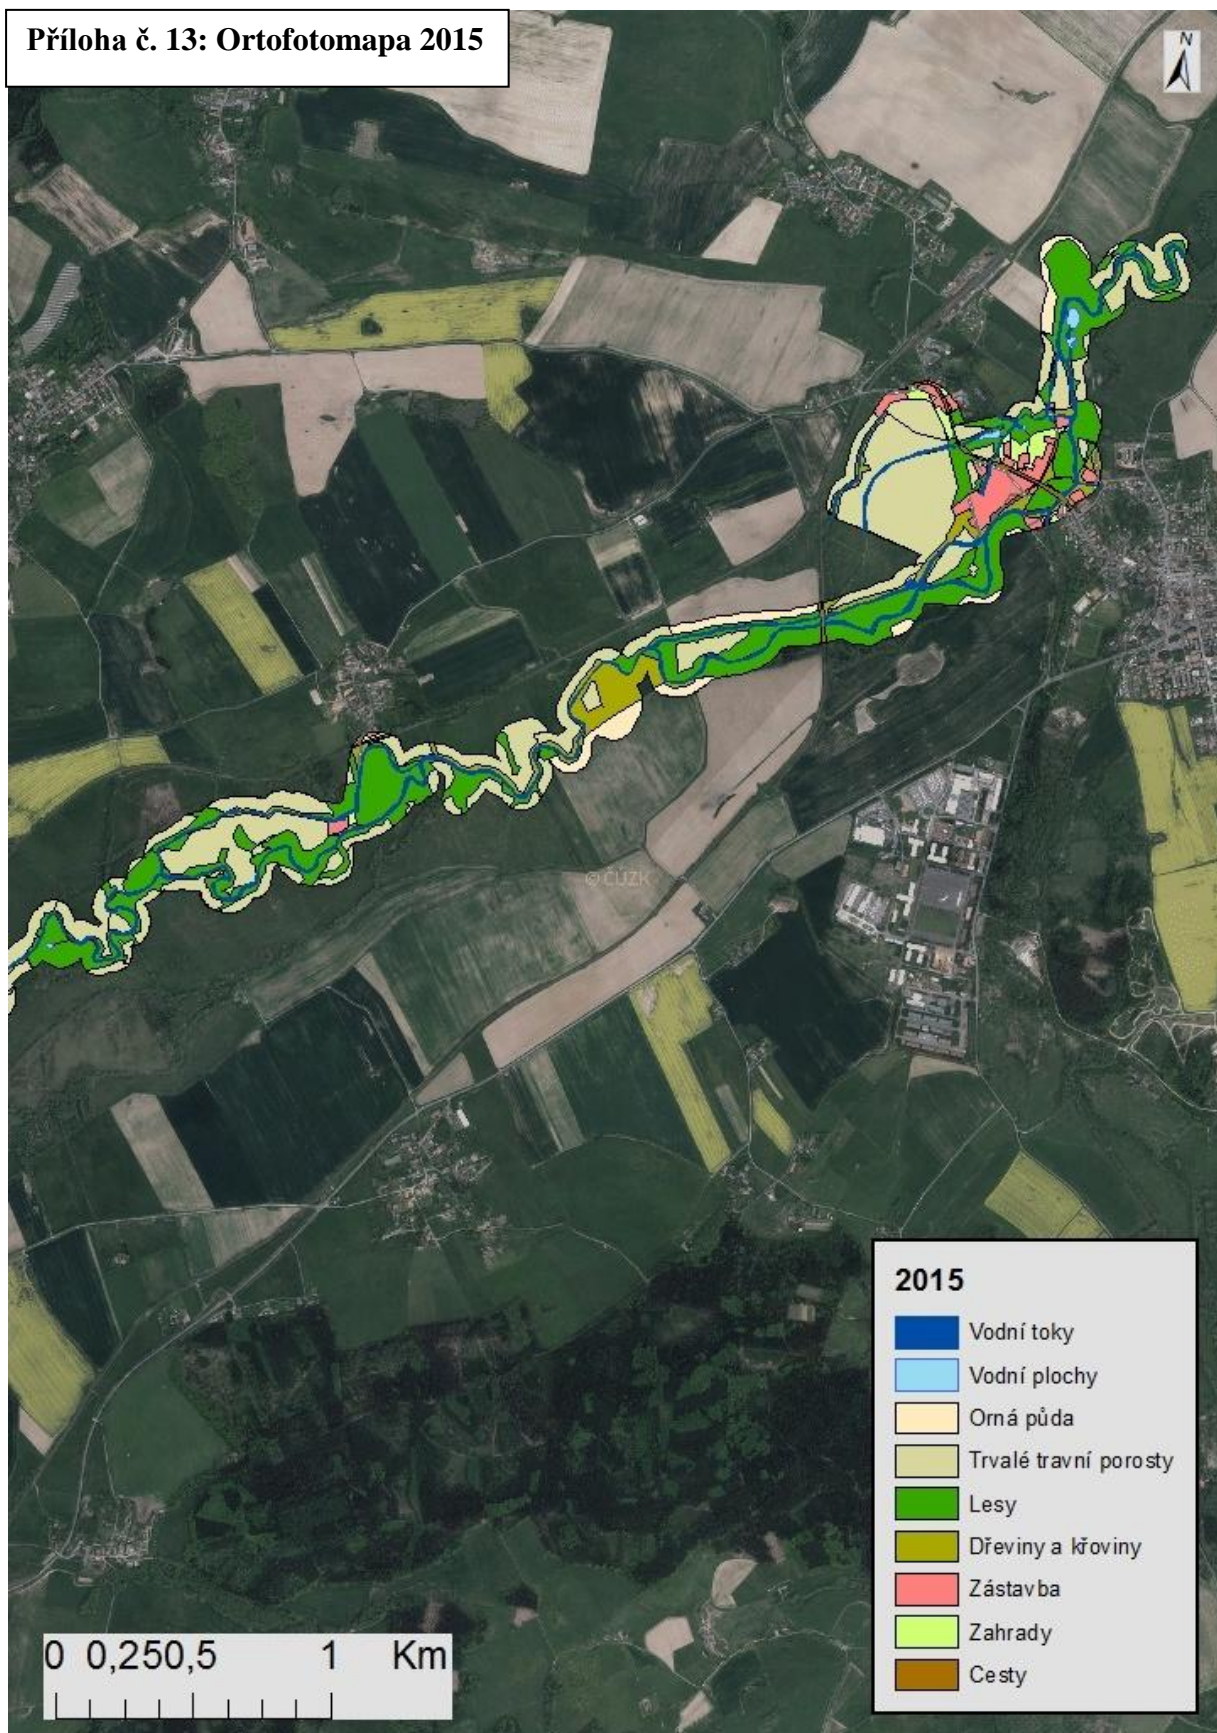 Příloha č. 13: Ortofotomapa 2015
N
© ČÚZK
2015
Vodní toky
Vodní plochy
Orná půda
Trvalé travní porosty
Lesy
Dřeviny a křoviny
Zástavba
Zahrady
Cesty
0 0,250,5 1 Km